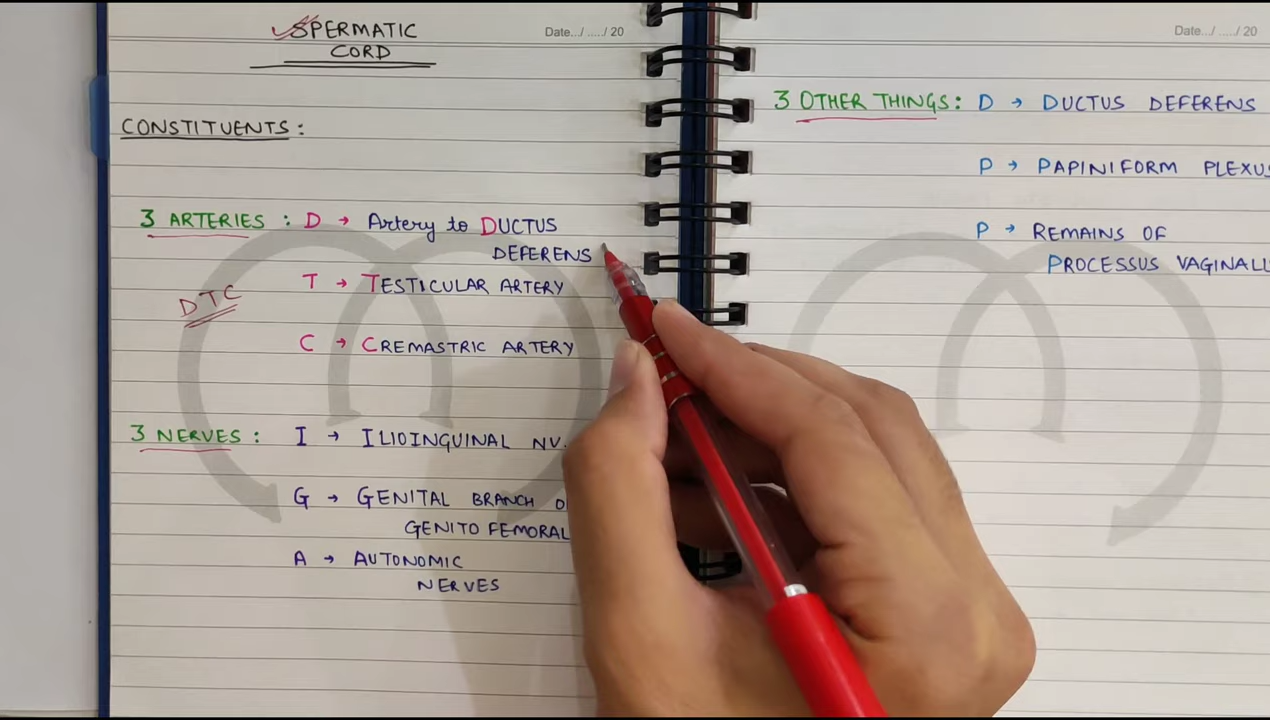 SPERMATIC
CORD
Date.../ ...../ 20
CONSTITUENTS:
3 ARTERIES : D → Artery to DUCTUS
DEFERENS
T → TESTICULAR ARTERY
DTC
C → CREMASTRIC ARTERY
3 NERVES : I → ILIOINGUINAL NV.
G → GENITAL BRANCH
GENITO FEMORAL
A → AUTONOMIC
NERVES
Date.../ ...../ 20
3 OTHER THINGS: D → DUCTUS DEFERENS
P → PAPINIFORM PLEXUS
P → REMAINS OF
PROCESSUS VAGINALI